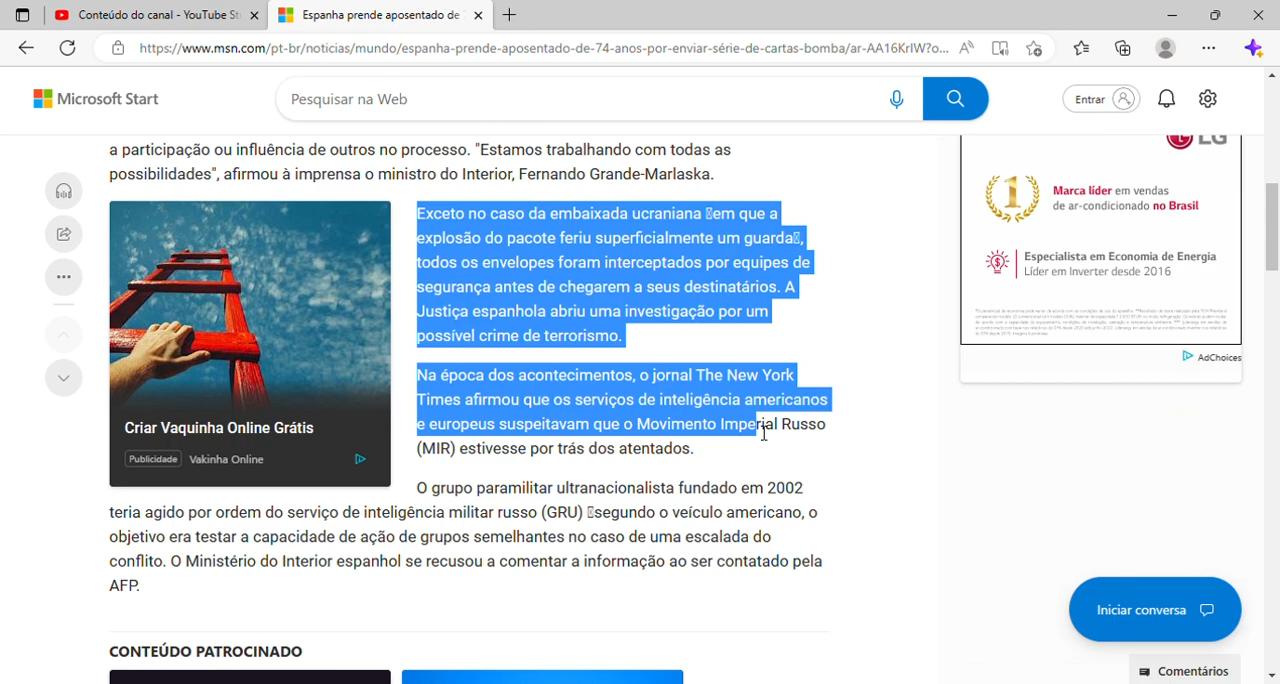 Conteúdo do canal - YouTube St
Espanha prende aposentado de
https://www.msn.com/pt-br/noticias/mundo/espanha-prende-aposentado-de-74-anos-por-enviar-série-de-cartas-bomba/ar-AA16KrIW?o...
Microsoft Start
Pesquisar na Web
Entrar
a participação ou influência de outros no processo. "Estamos trabalhando com todas as
possibilidades", afirmou à imprensa o ministro do Interior, Fernando Grande-Marlaska.
Exceto no caso da embaixada ucraniana em que a
explosão do pacote feriu superficialmente um guarda,
todos os envelopes foram interceptados por equipes de
segurança antes de chegarem a seus destinatários. A
Justiça espanhola abriu uma investigação por um
possível crime de terrorismo.
Na época dos acontecimentos, o jornal The New York
Times afirmou que os serviços de inteligência americanos
e europeus suspeitavam que o Movimento Imperial Russo
(MIR) estivesse por trás dos atentados.
O grupo paramilitar ultranacionalista fundado em 2002
teria agido por ordem do serviço de inteligência militar russo (GRU) segundo o veículo americano, o
objetivo era testar a capacidade de ação de grupos semelhantes no caso de uma escalada do
conflito. O Ministério do Interior espanhol se recusou a comentar a informação ao ser contatado pela
AFP.
Criar Vaquinha Online Grátis
Publicidade Vakinha Online
CONTEÚDO PATROCINADO
LG
1
Marca líder em vendas
de ar-condicionado no Brasil
Especialista em Economia de Energia
Líder em Inverter desde 2016
AdChoices
Iniciar conversa
Comentários